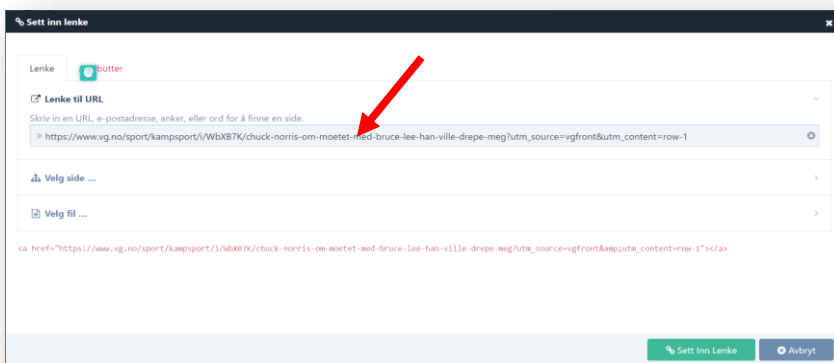 Sett inn lenke
Lenke
butter
Lenke til URL
Skriv in en URL, e-postadresse, anker, eller ord for å finne en side.
https://www.vg.no/sport/kampsport/i/WbXB7K/chuck-norris-om-moetet-med-bruce-lee-han-ville-drepe-meg?utm_source=vgfront&utm_content=row-1
Velg side ...
Velg fil ...
<a href="https://www.vg.no/sport/kampsport/i/WbXB7K/chuck-norris-om-moetet-med-bruce-lee-han-ville-drepe-meg?utm_source=vgfront&amp;utm_content=row-1"></a>
Sett Inn Lenke
Avbryt